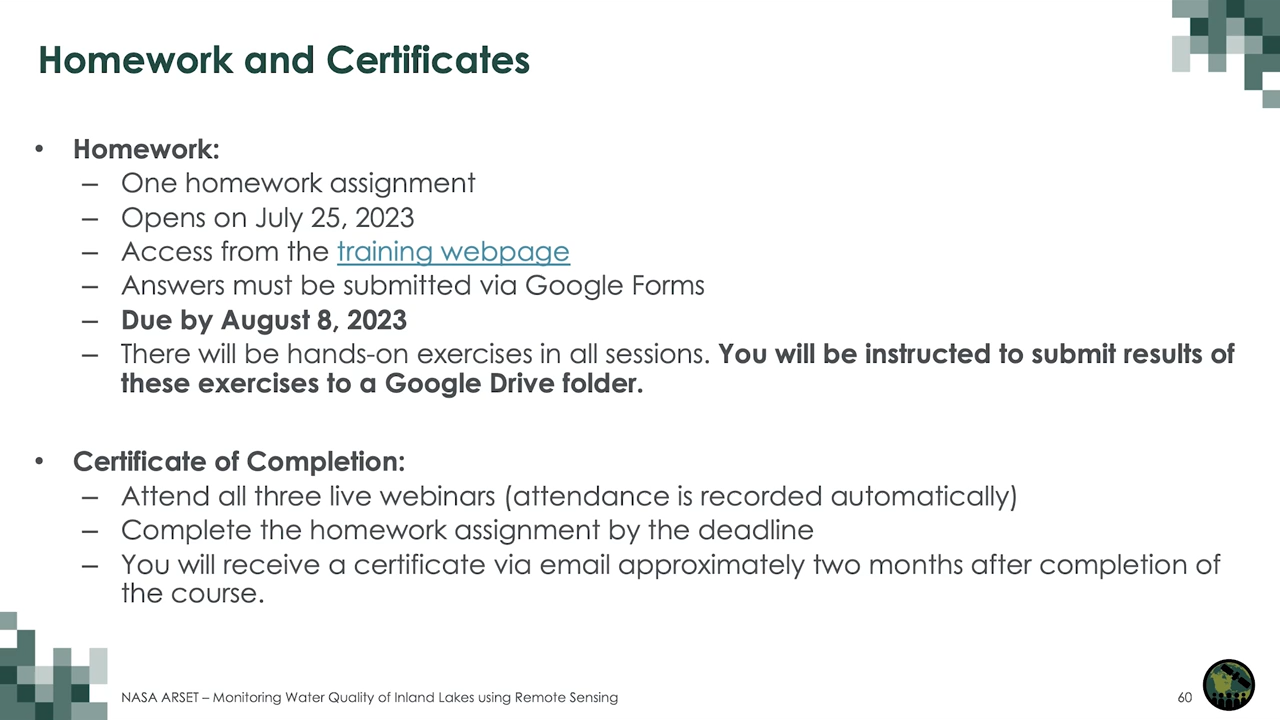 Homework and Certificates
• Homework:
– One homework assignment
– Opens on July 25, 2023
– Access from the training webpage
– Answers must be submitted via Google Forms
– Due by August 8, 2023
– There will be hands-on exercises in all sessions. You will be instructed to submit results of
these exercises to a Google Drive folder.
• Certificate of Completion:
– Attend all three live webinars (attendance is recorded automatically)
– Complete the homework assignment by the deadline
– You will receive a certificate via email approximately two months after completion of
the course.
NASA ARSET – Monitoring Water Quality of Inland Lakes using Remote Sensing
60